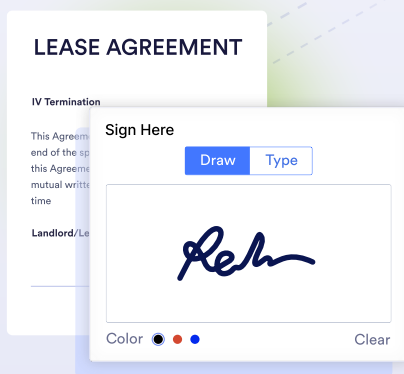 LEASE AGREEMENT
IV Termination
This Agreem
end of the sp
this Agreeme
mutual writte
time
Landlord/Le
Sign Here
Draw Type
Color Clear